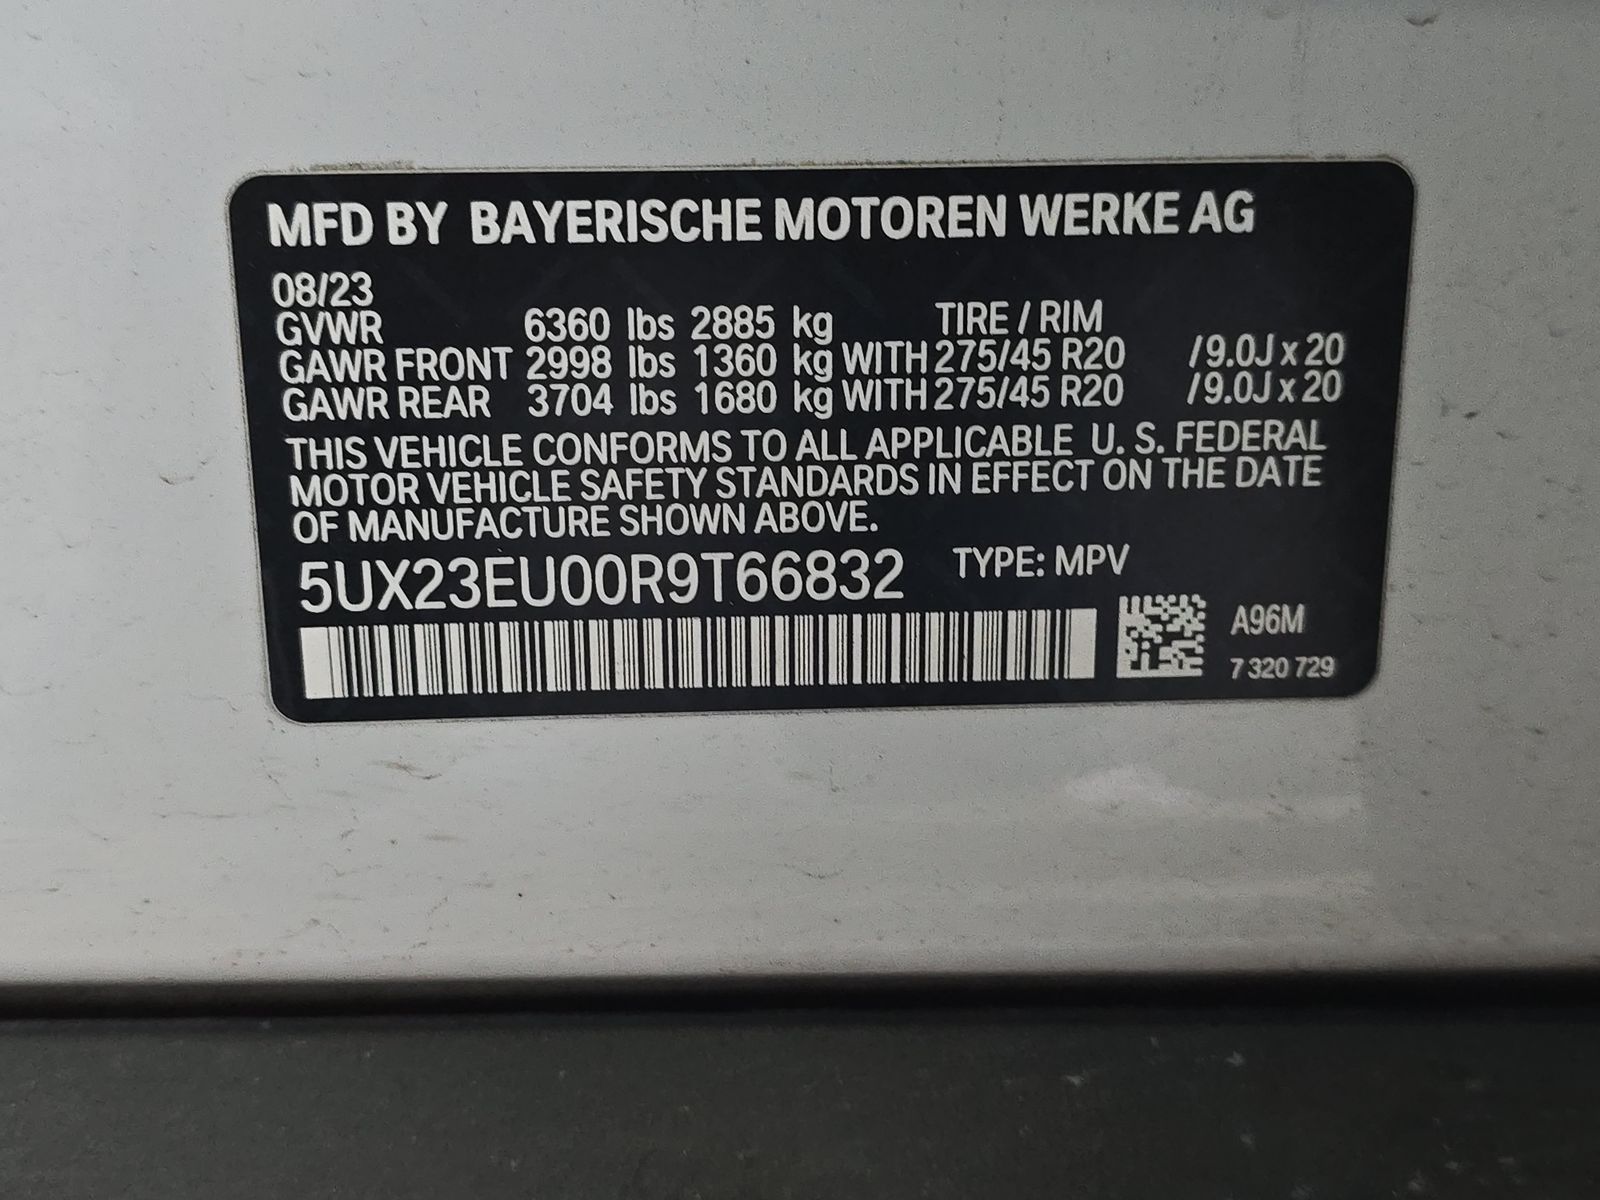 MFD BY BAYERISCHE MOTOREN WERKE AG
08/23
GVWR 6360 lbs 2885 kg TIRE / RIM
GAWR FRONT 2998 lbs 1360 kg WITH 275/45 R20 / 9.0J x 20
GAWR REAR 3704 lbs 1680 kg WITH 275/45 R20 / 9.0J x 20
THIS VEHICLE CONFORMS TO ALL APPLICABLE U. S. FEDERAL
MOTOR VEHICLE SAFETY STANDARDS IN EFFECT ON THE DATE
OF MANUFACTURE SHOWN ABOVE.
5UX23EU00R9T66832 TYPE: MPV
A96M
7 320 729